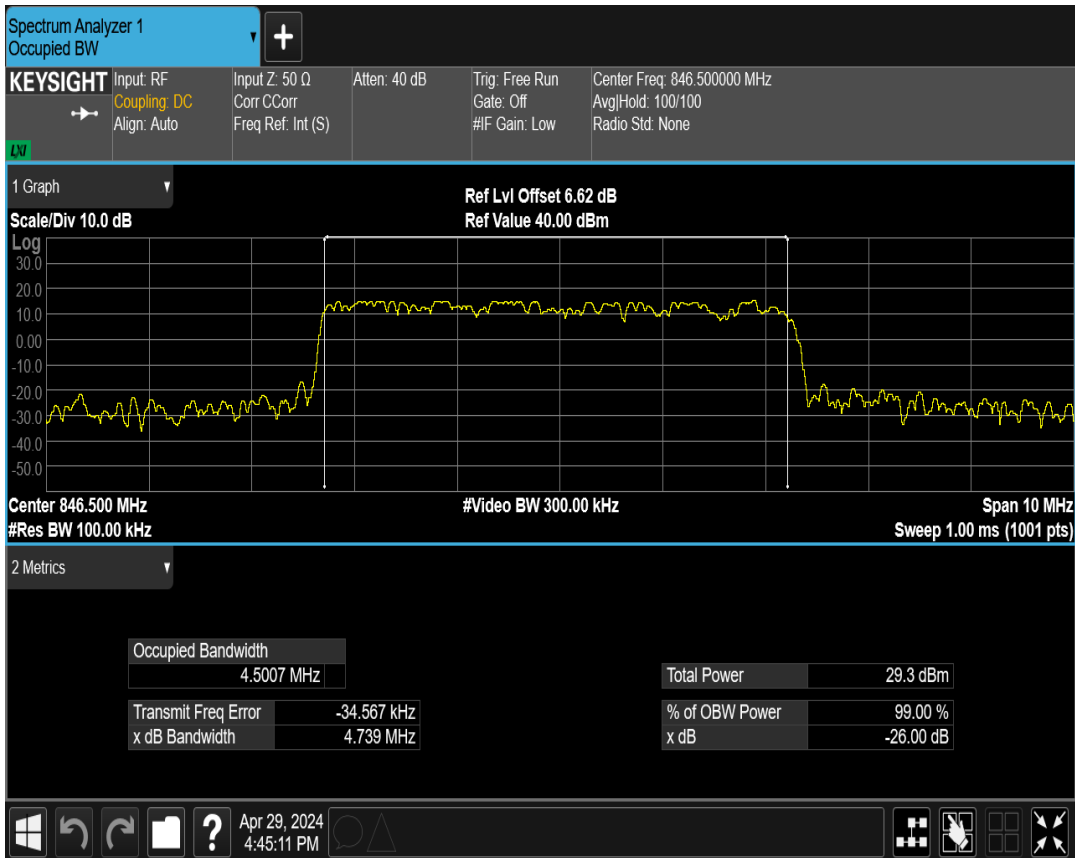 Spectrum Analyzer 1
Occupied BW
+
KEYSIGHT
LXI
Input: RF
Coupling: DC
Align: Auto
Input Z: 50 Ω
Corr CCorr
Freq Ref: Int (S)
Atten: 40 dB
Trig: Free Run
Gate: Off
#IF Gain: Low
Center Freq: 846.500000 MHz
Avg|Hold: 100/100
Radio Std: None
1 Graph
Scale/Div 10.0 dB
Ref Lvl Offset 6.62 dB
Ref Value 40.00 dBm
Log
30.0
20.0
10.0
0.00
-10.0
-20.0
-30.0
-40.0
-50.0
Center 846.500 MHz
#Video BW 300.00 kHz
Span 10 MHz
#Res BW 100.00 kHz
Sweep 1.00 ms (1001 pts)
2 Metrics
Occupied Bandwidth
4.5007 MHz
Transmit Freq Error -34.567 kHz
x dB Bandwidth 4.739 MHz
Total Power 29.3 dBm
% of OBW Power 99.00 %
x dB -26.00 dB
?
Apr 29, 2024
4:45:11 PM